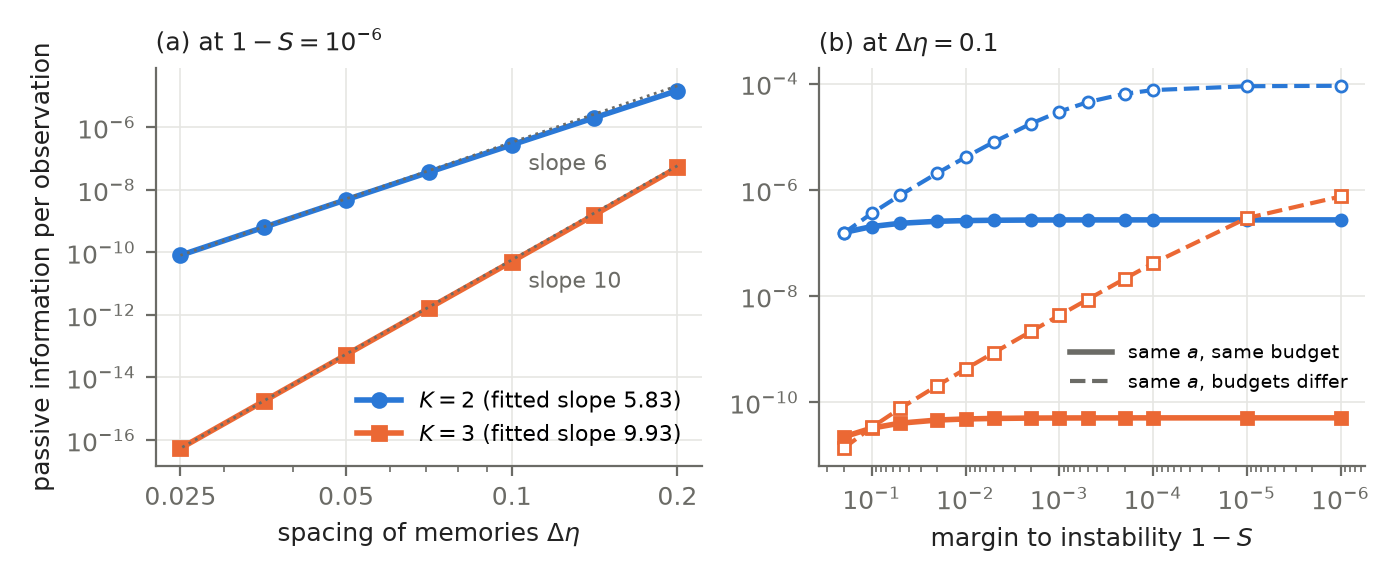 (a) at 1 − S = 10⁻⁶
passive information per observation
10⁻⁶
10⁻⁸
10⁻¹⁰
10⁻¹²
10⁻¹⁴
10⁻¹⁶
slope 6
slope 10
K = 2 (fitted slope 5.83)
K = 3 (fitted slope 9.93)
0.025 0.05 0.1 0.2
spacing of memories Δη
(b) at Δη = 0.1
10⁻⁴
10⁻⁶
10⁻⁸
10⁻¹⁰
same a, same budget
same a, budgets differ
10⁻¹ 10⁻² 10⁻³ 10⁻⁴ 10⁻⁵ 10⁻⁶
margin to instability 1 − S